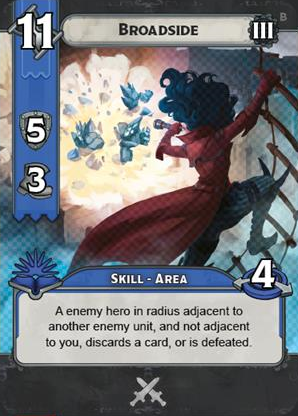 11
BROADSIDE
III
B
5
3
SKILL - AREA
4
A enemy hero in radius adjacent to
another enemy unit, and not adjacent
to you, discards a card, or is defeated.